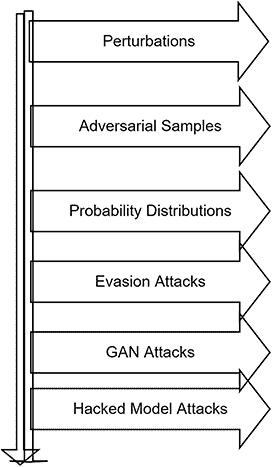 Perturbations
Adversarial Samples
Probability Distributions
Evasion Attacks
GAN Attacks
Hacked Model Attacks